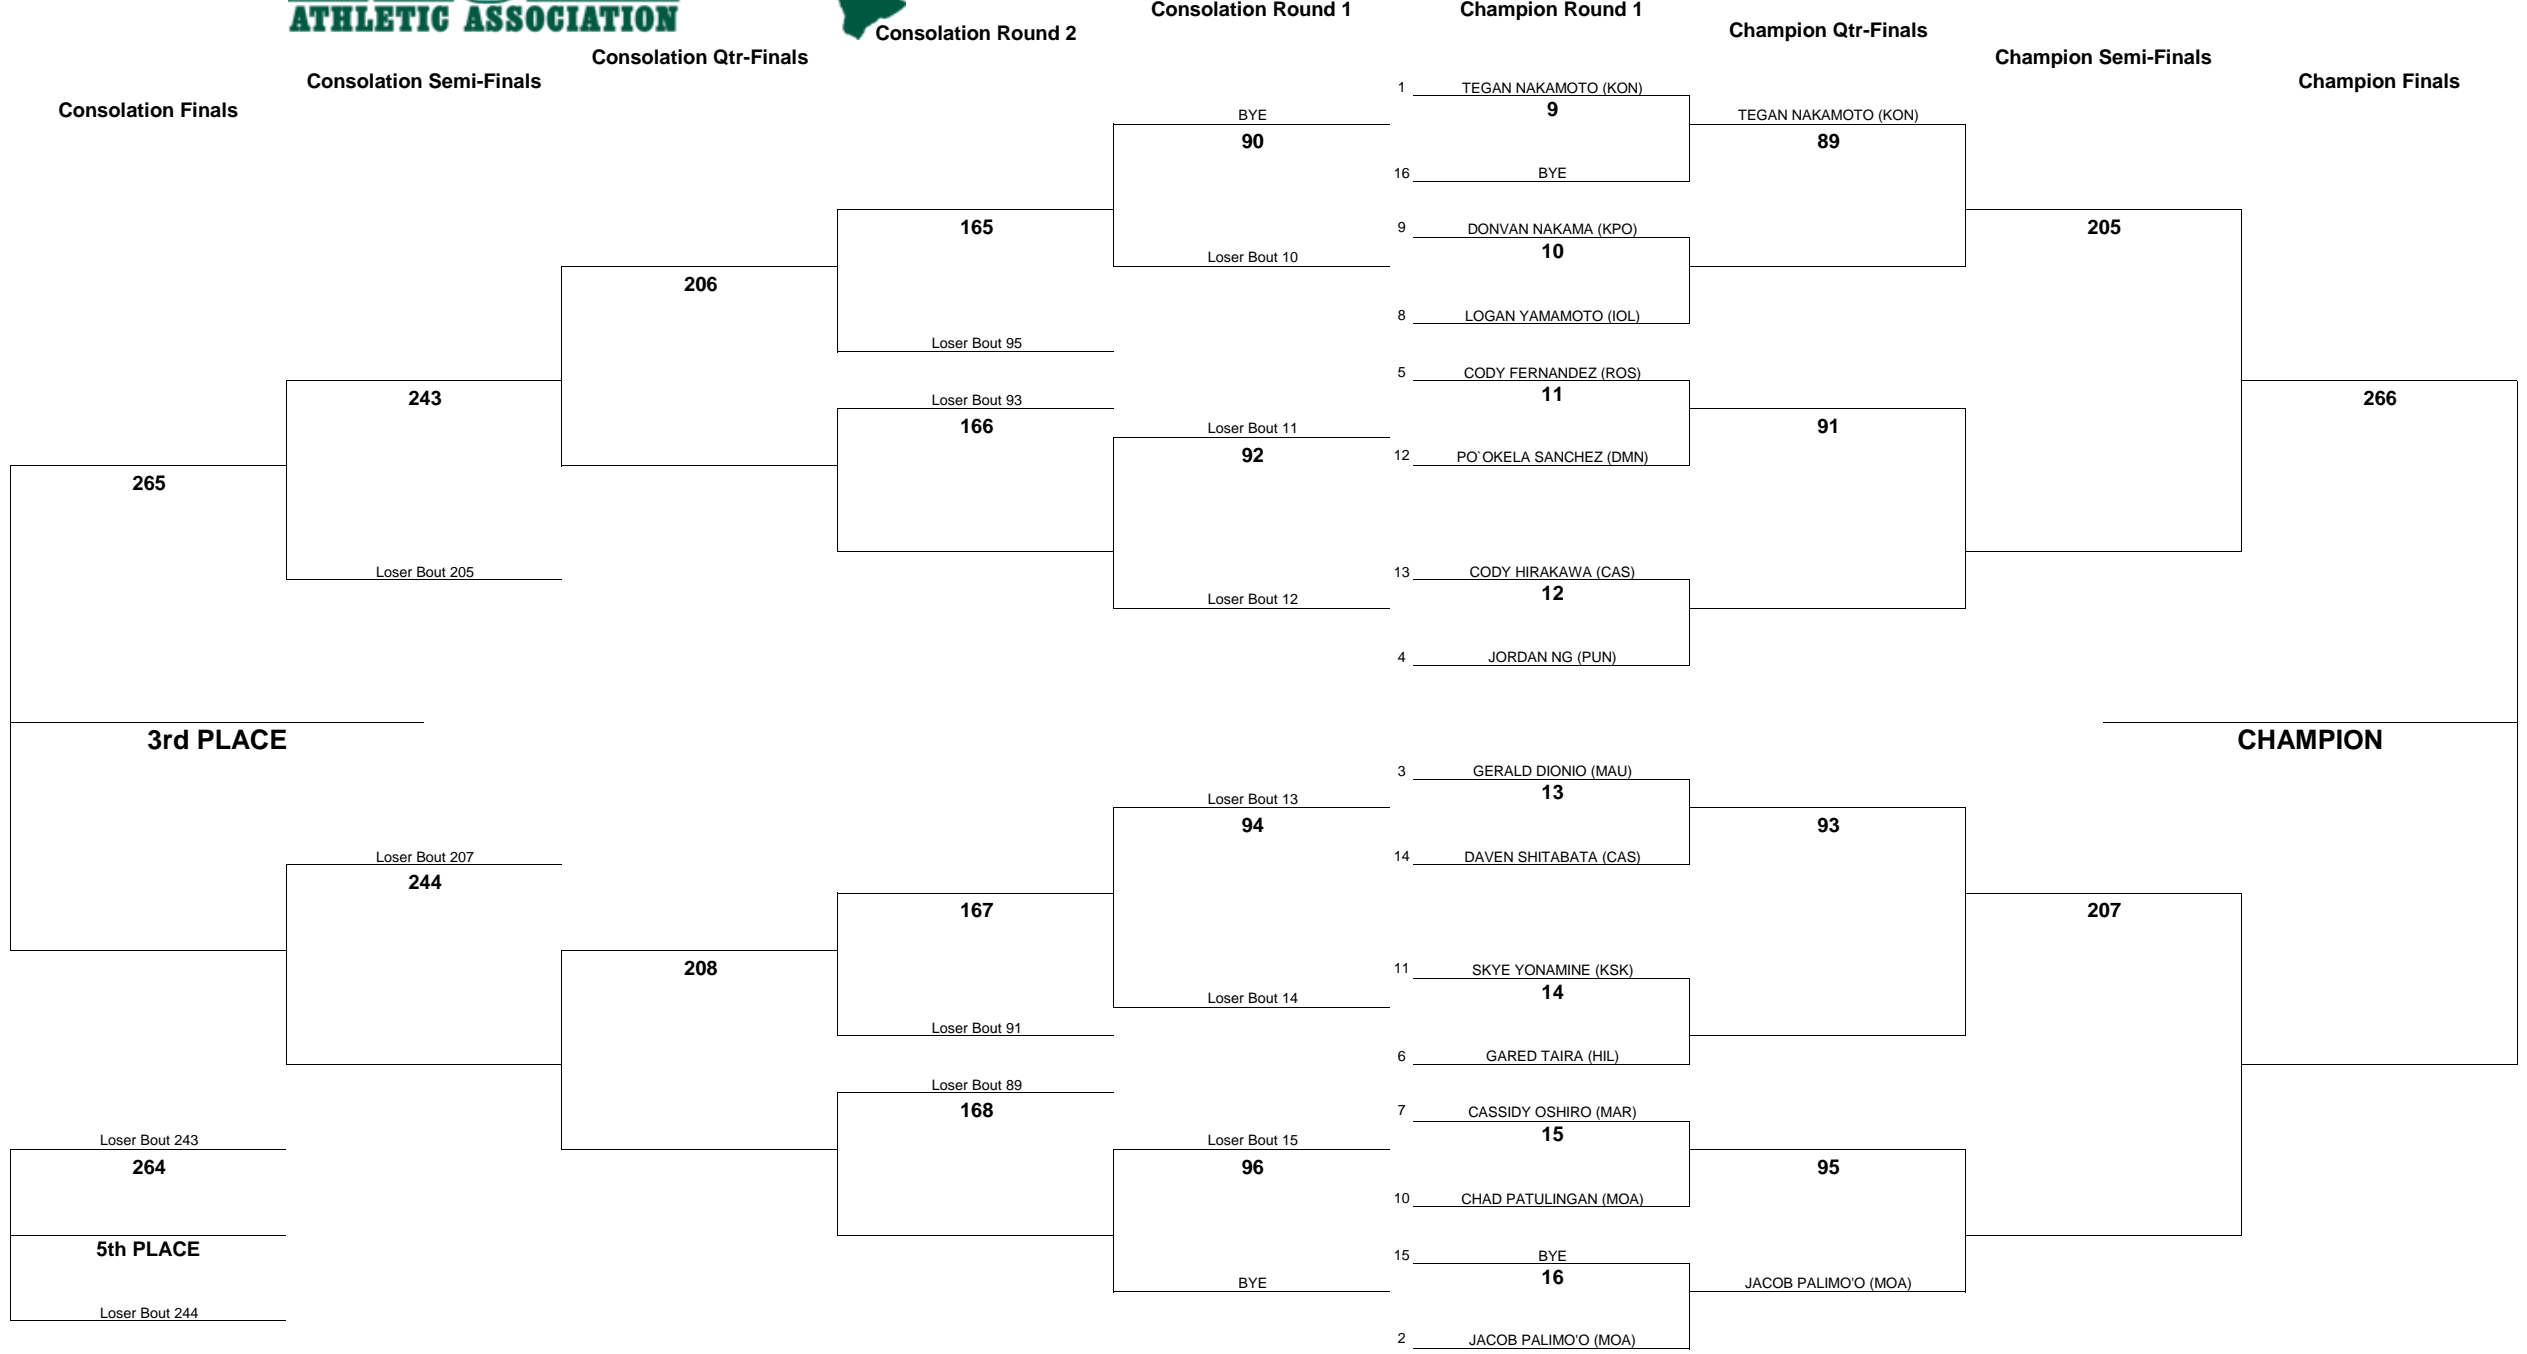 ATHLETIC ASSOCIATION
Consolation Round 1
Champion Round 1
Consolation Round 2
Champion Qtr-Finals
Consolation Qtr-Finals
Champion Semi-Finals
Consolation Semi-Finals
Champion Finals
Consolation Finals
1 TEGAN NAKAMOTO (KON)
9
16 BYE
9 DONVAN NAKAMA (KPO)
10
8 LOGAN YAMAMOTO (IOL)
5 CODY FERNANDEZ (ROS)
11
12 PO`OKELA SANCHEZ (DMN)
13 CODY HIRAKAWA (CAS)
12
4 JORDAN NG (PUN)
3 GERALD DIONIO (MAU)
13
14 DAVEN SHITABATA (CAS)
11 SKYE YONAMINE (KSK)
14
6 GARED TAIRA (HIL)
7 CASSIDY OSHIRO (MAR)
15
10 CHAD PATULINGAN (MOA)
15 BYE
16
2 JACOB PALIMO'O (MOA)
TEGAN NAKAMOTO (KON)
89
91
93
95
JACOB PALIMO'O (MOA)
205
207
266
CHAMPION
BYE
90
Loser Bout 10
Loser Bout 11
92
Loser Bout 12
Loser Bout 13
94
Loser Bout 14
Loser Bout 15
96
BYE
165
Loser Bout 95
Loser Bout 93
166
167
Loser Bout 91
Loser Bout 89
168
206
208
243
Loser Bout 205
Loser Bout 207
244
265
3rd PLACE
Loser Bout 243
264
5th PLACE
Loser Bout 244